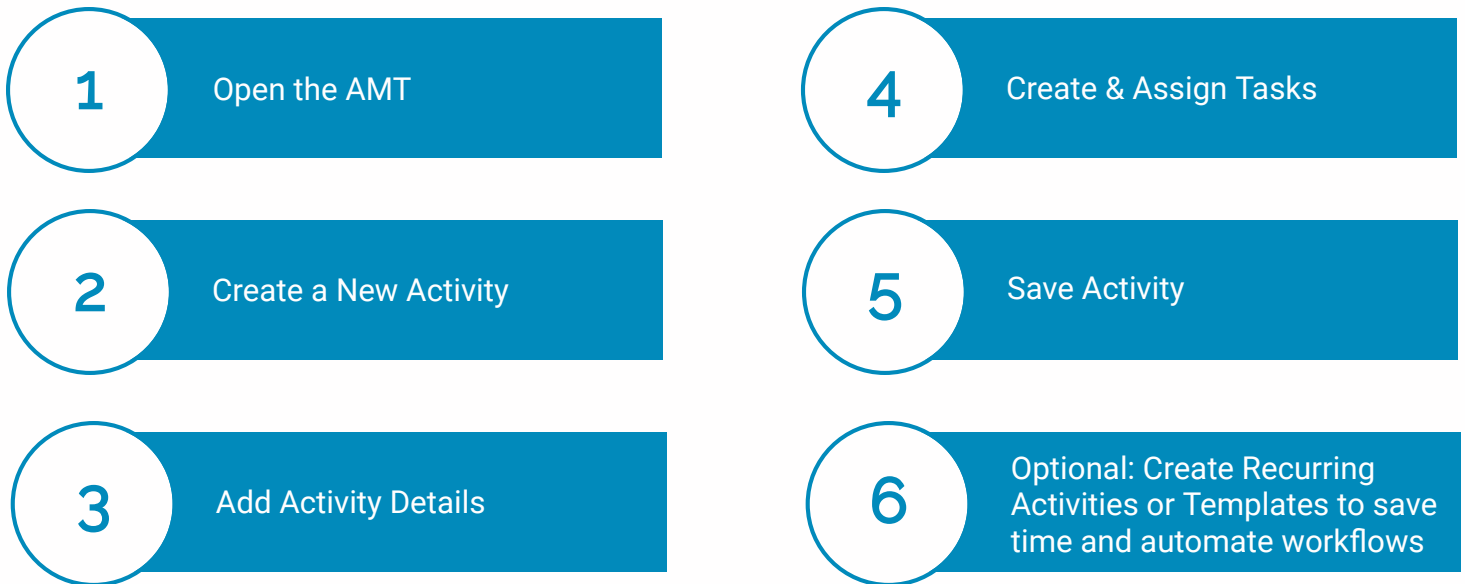 1
Open the AMT
2
Create a New Activity
3
Add Activity Details
4
Create & Assign Tasks
5
Save Activity
6
Optional: Create Recurring
Activities or Templates to save
time and automate workflows